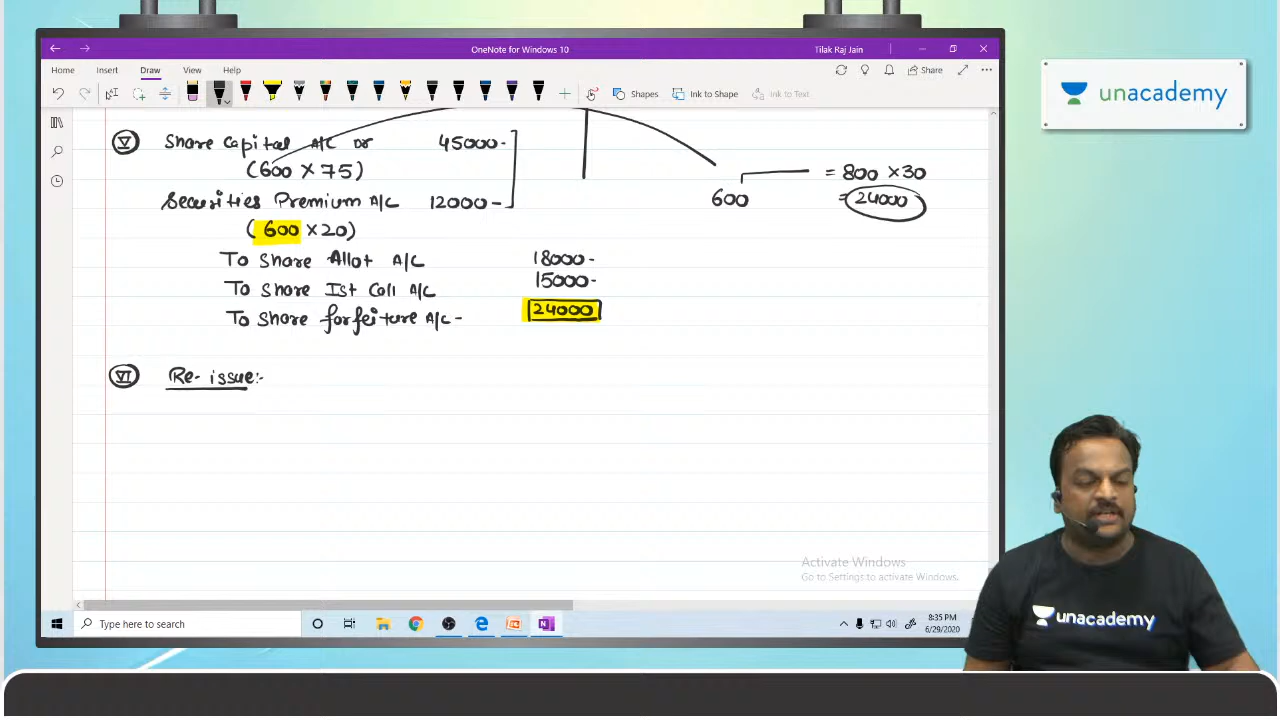 OneNote for Windows 10
Tilak Raj Jain
Home Insert Draw View Help
Share
Shapes Ink to Shape Ink to Text
unacademy
V Share Capital A/C Dr 45000-
(600 × 75)
= 800 × 30
Securities Premium A/C 12000-
600 = 24000
(600 × 20)
To Share Allot A/C 18000-
To Share Ist Call A/C 15000-
To Share forfeiture A/C- 24000
VI Re-issue:-
Activate Windows
Go to Settings to activate Windows.
Type here to search
8:35 PM
6/29/2020
unacademy